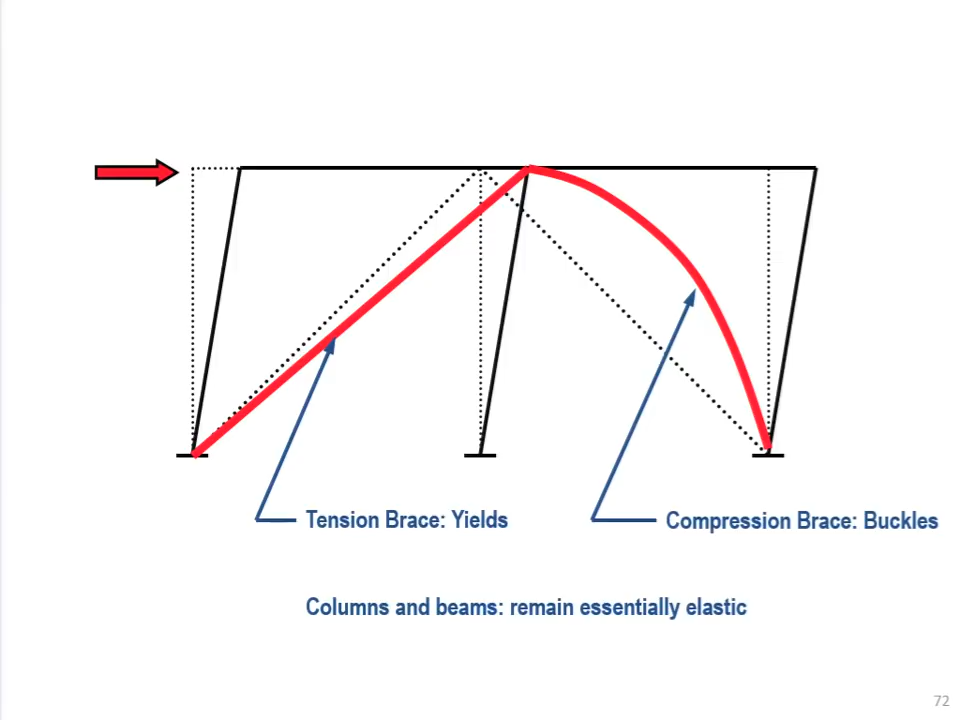 Tension Brace: Yields
Compression Brace: Buckles
Columns and beams: remain essentially elastic
72